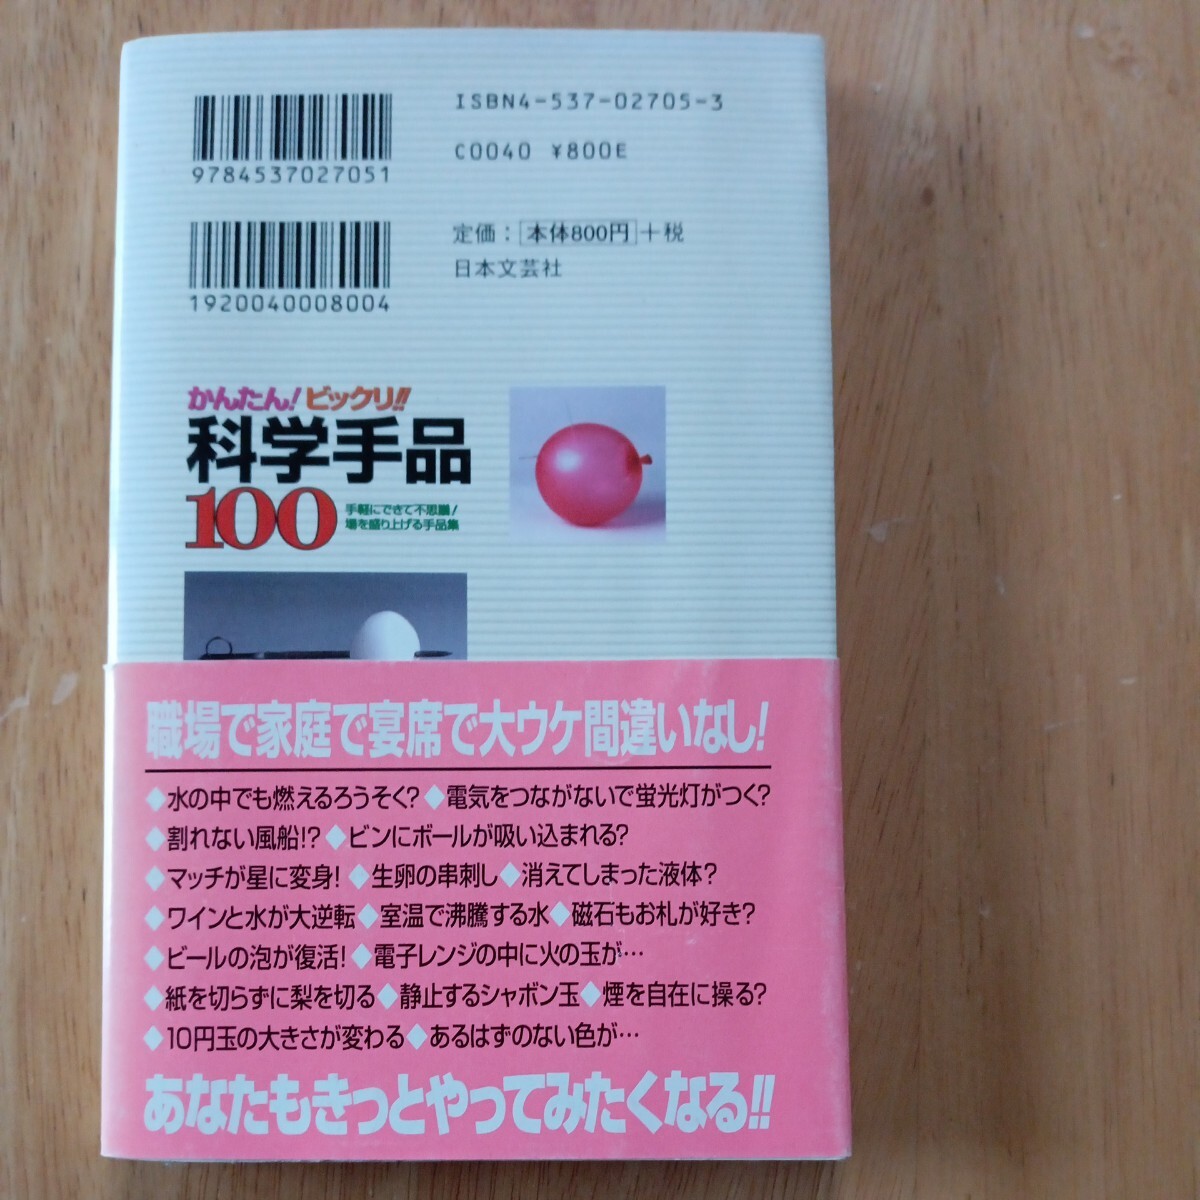 ISBN4-537-02705-3
C0040 ¥800E
9784537027051
定価：本体800円+税
日本文芸社
1920040008004
かんたん！ビックリ!!
科学手品
100
手軽にできて不思議！
場を盛り上げる手品集
職場で家庭で宴席で大ウケ間違いなし！
◆水の中でも燃えるろうそく？◆電気をつながないで蛍光灯がつく？
◆割れない風船!?◆ビンにボールが吸い込まれる？
◆マッチが星に変身！◆生卵の串刺し◆消えてしまった液体？
◆ワインと水が大逆転◆室温で沸騰する水◆磁石もお札が好き？
◆ビールの泡が復活！◆電子レンジの中に火の玉が…
◆紙を切らずに梨を切る◆静止するシャボン玉◆煙を自在に操る？
◆10円玉の大きさが変わる◆あるはずのない色が…
あなたもきっとやってみたくなる!!